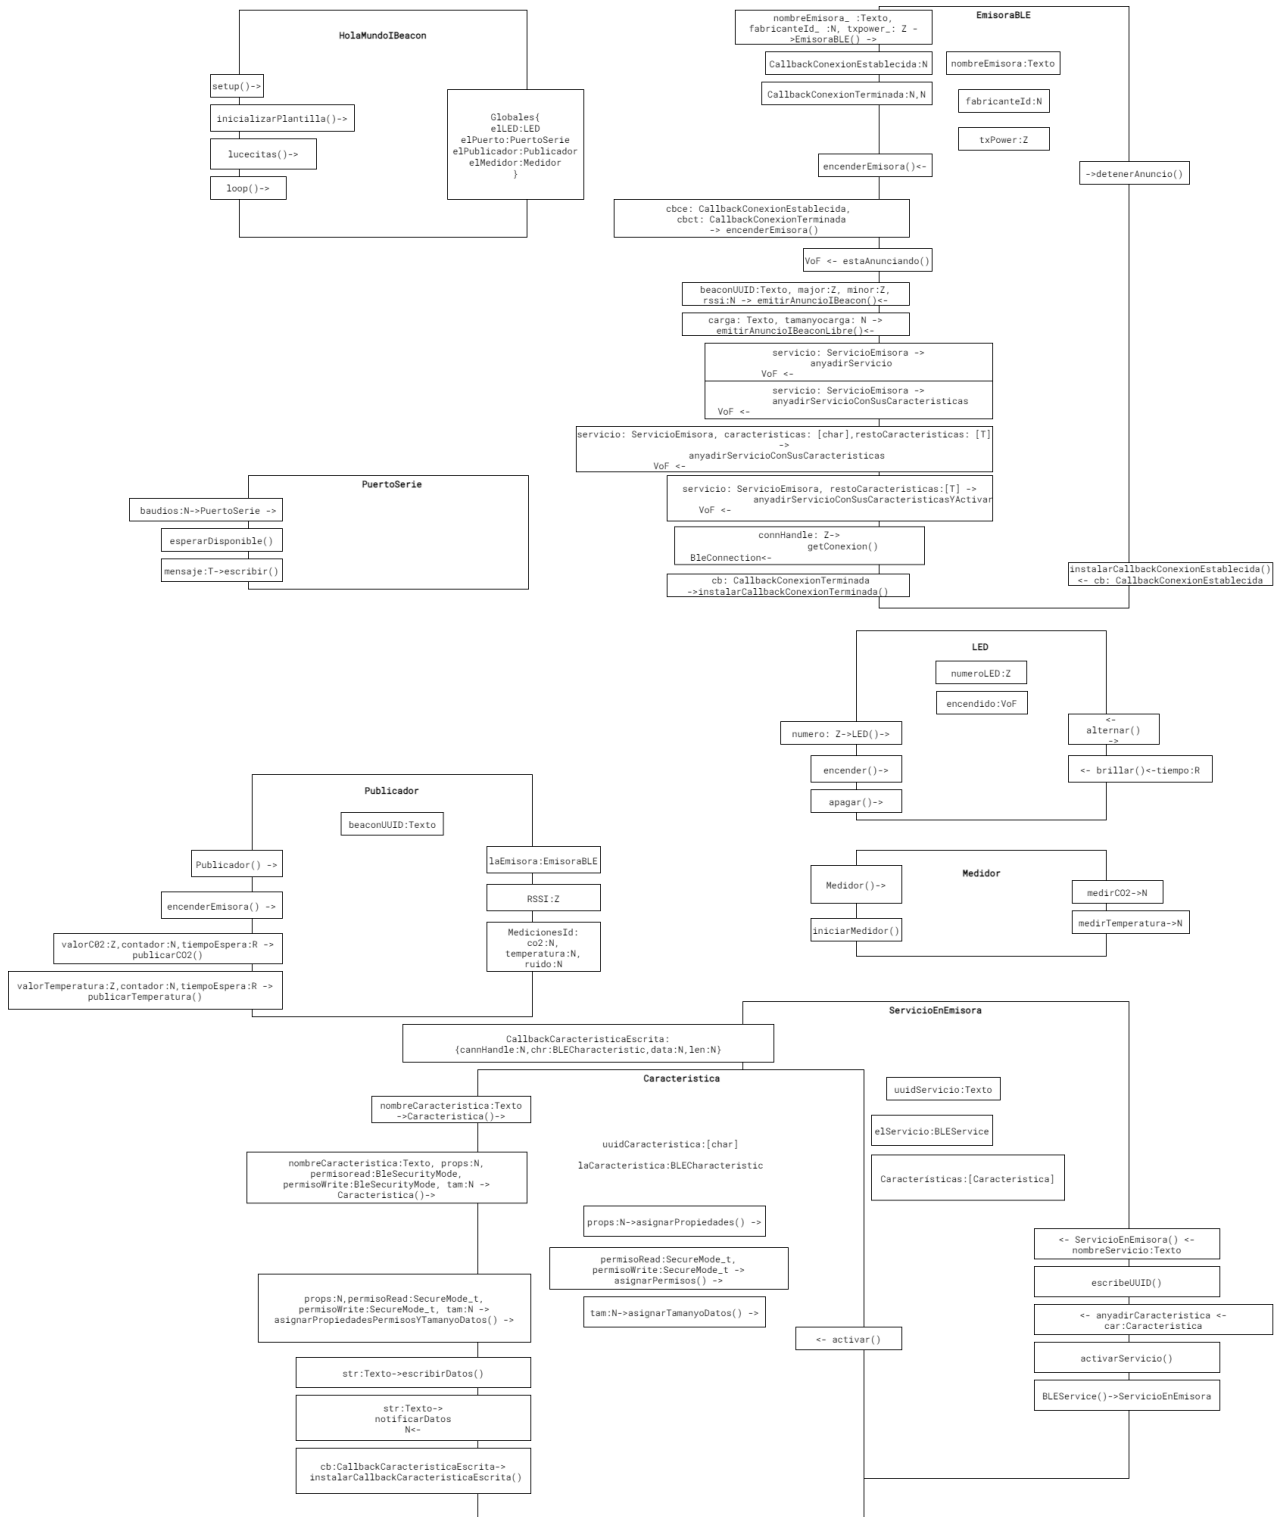 HolaMundoIBeacon
setup()->
inicializarPlantilla()->
lucecitas()->
loop()->
Globales{
elLED:LED
elPuerto:PuertoSerie
elPublicador:Publicador
elMedidor:Medidor
}
EmisoraBLE
nombreEmisora_ :Texto,
fabricanteId_ :N, txpower_: Z -
>EmisoraBLE() ->
CallbackConexionEstablecida:N
CallbackConexionTerminada:N,N
nombreEmisora:Texto
fabricanteId:N
txPower:Z
encenderEmisora()<-
->detenerAnuncio()
cbce: CallbackConexionEstablecida,
cbct: CallbackConexionTerminada
-> encenderEmisora()
VoF <- estaAnunciando()
beaconUUID:Texto, major:Z, minor:Z,
rssi:N -> emitirAnuncioIBeacon()<-
carga: Texto, tamanyocarga: N ->
emitirAnuncioIBeaconLibre()<-
servicio: ServicioEmisora ->
anyadirServicio
VoF <-
servicio: ServicioEmisora ->
anyadirServicioConSusCaracteristicas
VoF <-
servicio: ServicioEmisora, caracteristicas: [char],restoCaracteristicas: [T]
->
anyadirServicioConSusCaracteristicas
VoF <-
servicio: ServicioEmisora, restoCaracteristicas:[T] ->
anyadirServicioConSusCaracteristicasYActivar
VoF <-
connHandle: Z->
getConexion()
BleConnection<-
cb: CallbackConexionTerminada
->instalarCallbackConexionTerminada()
instalarCallbackConexionEstablecida()
<- cb: CallbackConexionEstablecida
PuertoSerie
baudios:N->PuertoSerie ->
esperarDisponible()
mensaje:T->escribir()
LED
numeroLED:Z
encendido:VoF
numero: Z->LED()->
encender()->
apagar()->
<-
alternar()
->
<- brillar()<-tiempo:R
Publicador
beaconUUID:Texto
Publicador() ->
encenderEmisora() ->
valorC02:Z,contador:N,tiempoEspera:R ->
publicarCO2()
valorTemperatura:Z,contador:N,tiempoEspera:R ->
publicarTemperatura()
laEmisora:EmisoraBLE
RSSI:Z
MedicionesId:
co2:N,
temperatura:N,
ruido:N
Medidor
Medidor()->
iniciarMedidor()
medirCO2->N
medirTemperatura->N
ServicioEnEmisora
CallbackCaracteristicaEscrita:
{cannHandle:N,chr:BLECharacteristic,data:N,len:N}
Caracteristica
nombreCaracteristica:Texto
->Caracteristica()->
uuidCaracteristica:[char]
laCaracteristica:BLECharacteristic
nombreCaracteristica:Texto, props:N,
permisoread:BleSecurityMode,
permisoWrite:BleSecurityMode, tam:N ->
Caracteristica()->
props:N->asignarPropiedades() ->
permisoRead:SecureMode_t,
permisoWrite:SecureMode_t ->
asignarPermisos() ->
props:N,permisoRead:SecureMode_t,
permisoWrite:SecureMode_t, tam:N ->
asignarPropiedadesPermisosYTamanyoDatos() ->
tam:N->asignarTamanyoDatos() ->
<- activar()
str:Texto->escribirDatos()
str:Texto->
notificarDatos
N<-
cb:CallbackCaracteristicaEscrita->
instalarCallbackCaracteristicaEscrita()
uuidServicio:Texto
elServicio:BLEService
Características:[Caracteristica]
<- ServicioEnEmisora() <-
nombreServicio:Texto
escribeUUID()
<- anyadirCaracteristica <-
car:Caracteristica
activarServicio()
BLEService()->ServicioEnEmisora